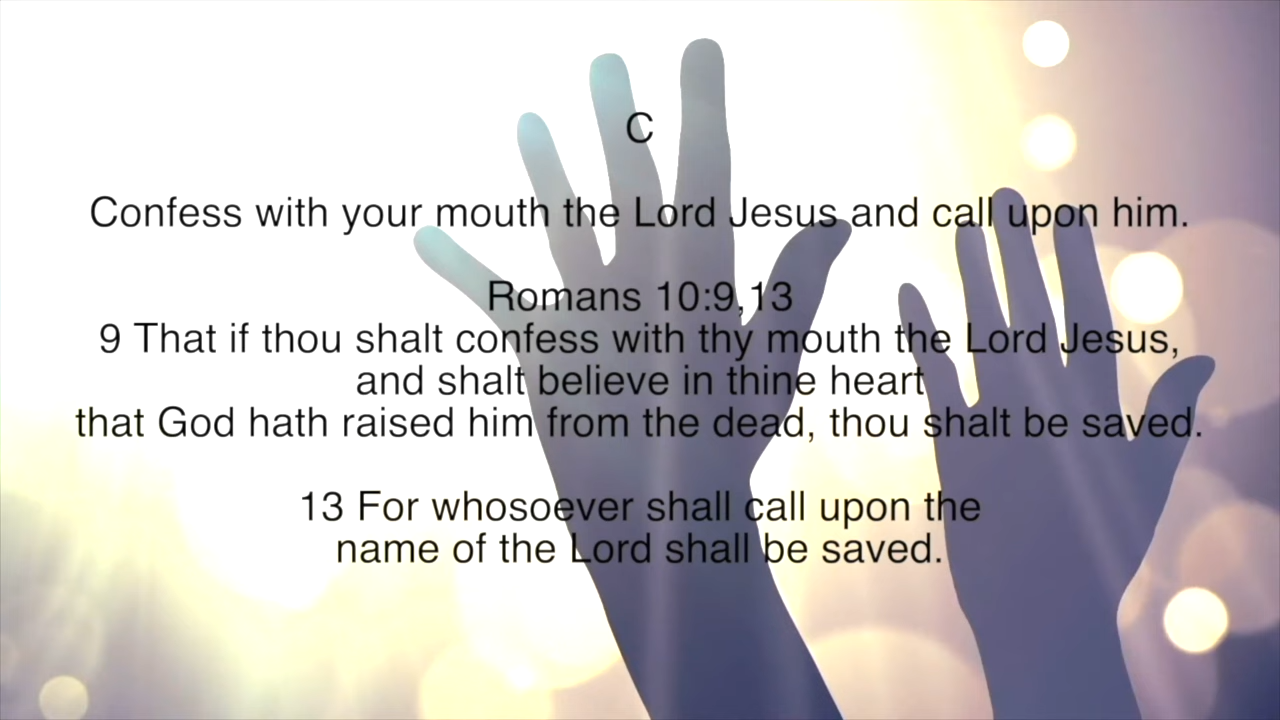 C
Confess with your mouth the Lord Jesus and call upon him.
Romans 10:9,13
9 That if thou shalt confess with thy mouth the Lord Jesus,
and shalt believe in thine heart
that God hath raised him from the dead, thou shalt be saved.
13 For whosoever shall call upon the
name of the Lord shall be saved.